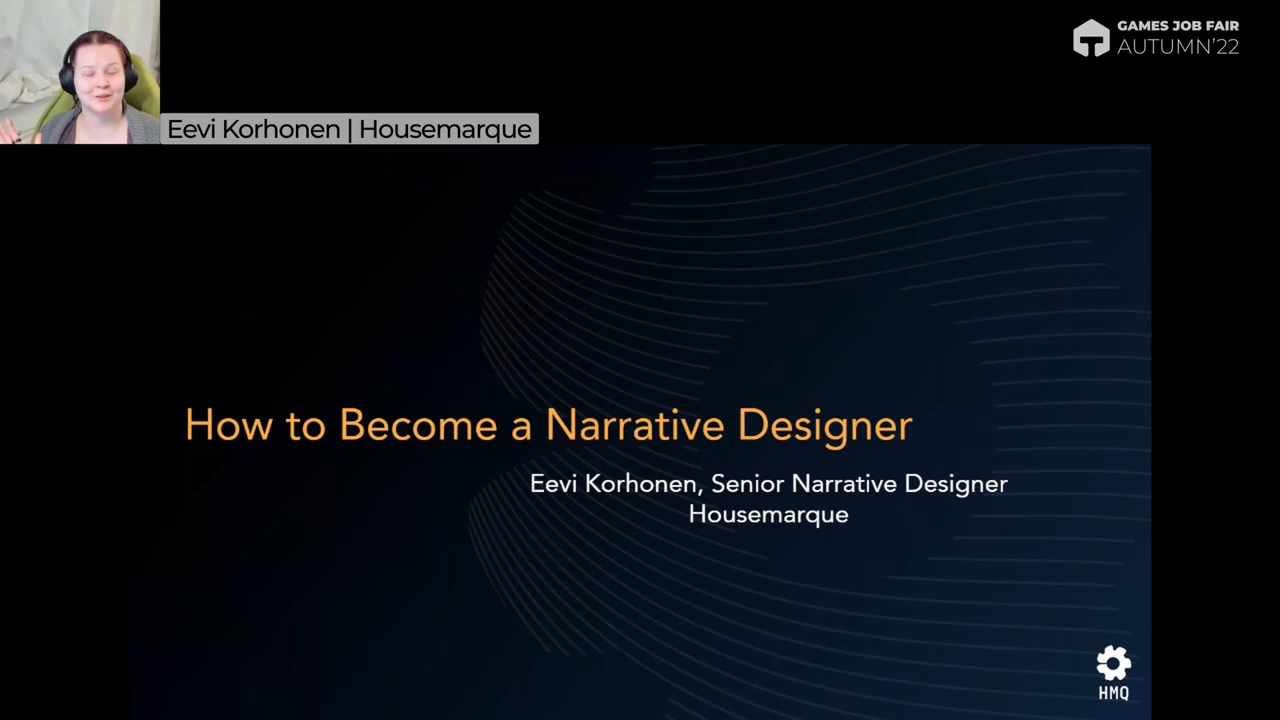 GAMES JOB FAIR
AUTUMN'22
Eevi Korhonen | Housemarque
How to Become a Narrative Designer
Eevi Korhonen, Senior Narrative Designer
Housemarque
HMQ